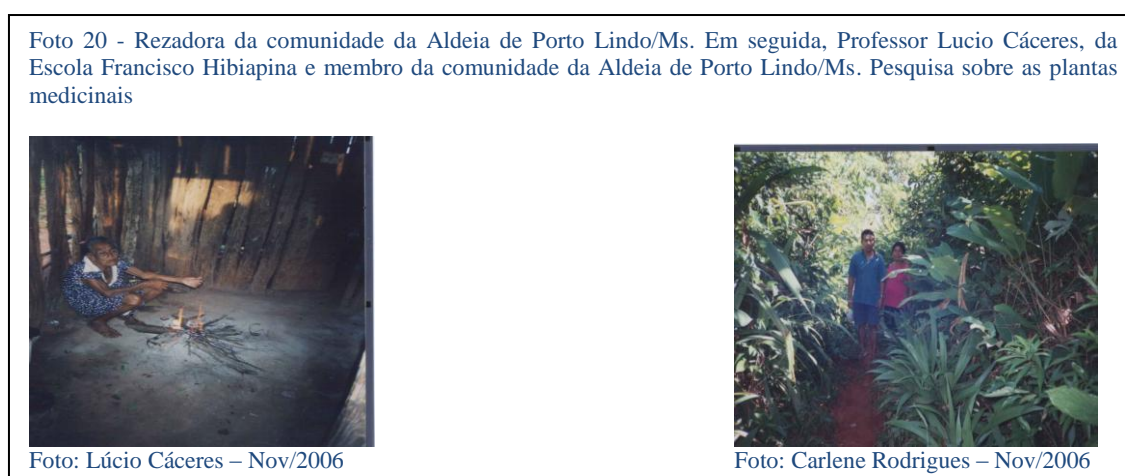 Foto 20 - Rezadora da comunidade da Aldeia de Porto Lindo/Ms. Em seguida, Professor Lucio Cáceres, da
Escola Francisco Hibiapina e membro da comunidade da Aldeia de Porto Lindo/Ms. Pesquisa sobre as plantas
medicinais
Foto: Lúcio Cáceres – Nov/2006
Foto: Carlene Rodrigues – Nov/2006